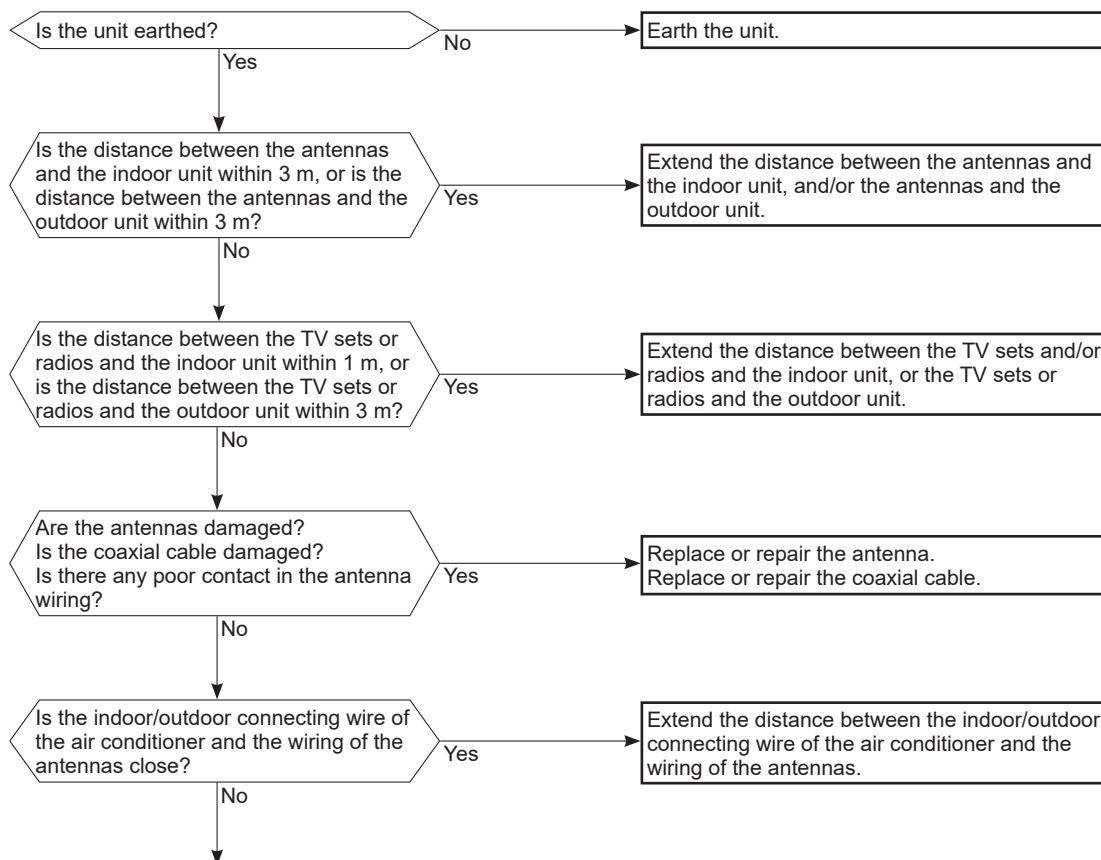 Is the unit earthed?
No
Earth the unit.
Yes
Is the distance between the antennas
and the indoor unit within 3 m, or is the
distance between the antennas and the
outdoor unit within 3 m?
Yes
Extend the distance between the antennas and
the indoor unit, and/or the antennas and the
outdoor unit.
No
Is the distance between the TV sets or
radios and the indoor unit within 1 m, or
is the distance between the TV sets or
radios and the outdoor unit within 3 m?
Yes
Extend the distance between the TV sets and/or
radios and the indoor unit, or the TV sets or
radios and the outdoor unit.
No
Are the antennas damaged?
Is the coaxial cable damaged?
Is there any poor contact in the antenna
wiring?
Yes
Replace or repair the antenna.
Replace or repair the coaxial cable.
No
Is the indoor/outdoor connecting wire of
the air conditioner and the wiring of the
antennas close?
Yes
Extend the distance between the indoor/outdoor
connecting wire of the air conditioner and the
wiring of the antennas.
No